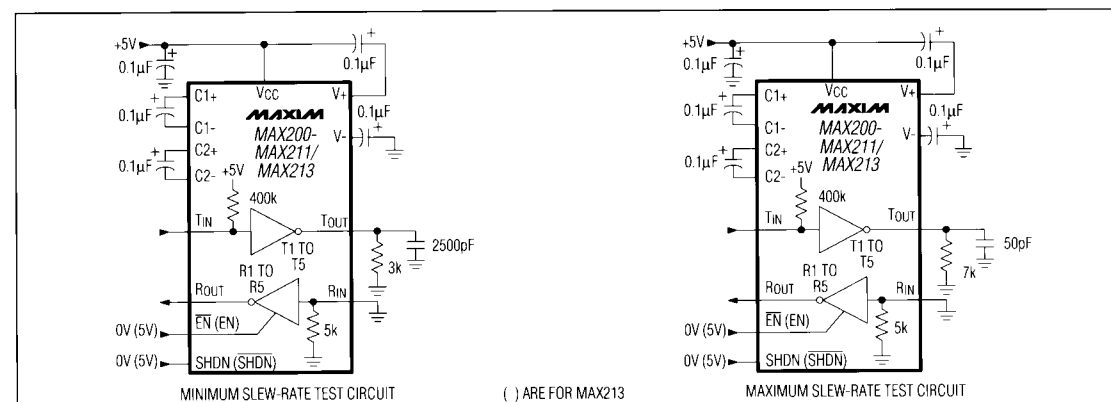 +5V
0.1µF
0.1µF
VCC
V+
C1+
0.1µF
0.1µF
C1-
MAXIM
V-
MAX200-
MAX211/
MAX213
C2+
0.1µF
C2-
+5V
400k
TIN
TOUT
T1 TO
T5
2500pF
3k
R1 TO
R5
ROUT
RIN
0V (5V)
E̅N̅ (EN)
5k
0V (5V)
SHDN (S̅H̅D̅N̅)
MINIMUM SLEW-RATE TEST CIRCUIT
( ) ARE FOR MAX213
+5V
0.1µF
0.1µF
VCC
V+
C1+
0.1µF
0.1µF
C1-
MAXIM
V-
MAX200-
MAX211/
MAX213
C2+
0.1µF
C2-
+5V
400k
TIN
TOUT
T1 TO
T5
50pF
7k
R1 TO
R5
ROUT
RIN
0V (5V)
E̅N̅ (EN)
5k
0V (5V)
SHDN (S̅H̅D̅N̅)
MAXIMUM SLEW-RATE TEST CIRCUIT